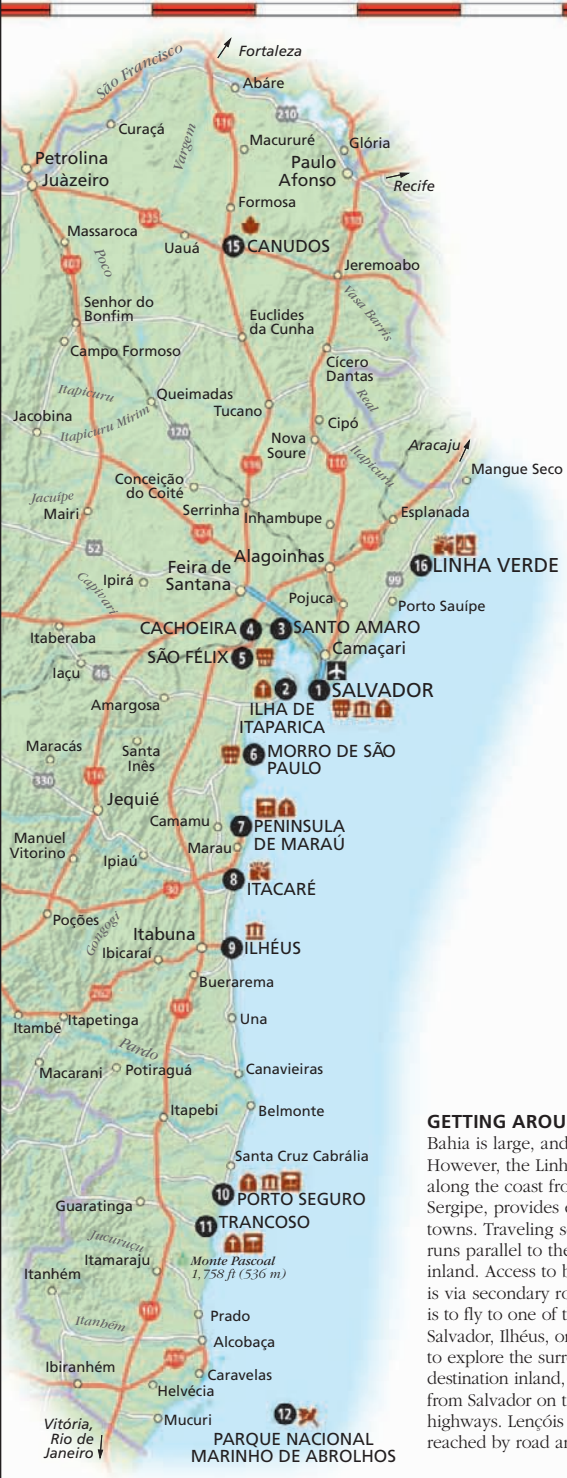 Fortaleza
São Francisco
Abáre
210
Curaçá
116
Vargem
Macururé
Glória
Petrolina
Paulo
Afonso
Juàzeiro
Recife
Formosa
235
110
Massaroca
Uauá
15 CANUDOS
Poco
Jeremoabo
407
Vasa Barris
Senhor do
Bonfim
Euclides
da Cunha
Campo Formoso
Cícero
Dantas
Itapicuru
Queimadas
Real
Tucano
Jacobina
Itapicuru Mirim
Cipó
120
Nova
Soure
Aracaju
116
110
Itapicuru
Mangue Seco
Conceição
do Coité
Jacuípe
Serrinha
Inhambupe
Esplanada
Mairi
324
101
52
Alagoinhas
Feira de
Santana
16 LINHA VERDE
Ipirá
99
Capivari
Pojuca
Porto Sauípe
CACHOEIRA 4
3 SANTO AMARO
Itaberaba
Camaçari
SÃO FÉLIX 5
Iaçu
46
2
1 SALVADOR
Amargosa
ILHA DE
ITAPARICA
Maracás
Santa
Inês
6 MORRO DE SÃO
PAULO
116
330
Jequié
Camamu
7 PENINSULA
DE MARAÚ
Manuel
Vitorino
Marau
Ipiaú
8 ITACARÉ
30
Poções
Gongogi
Itabuna
9 ILHÉUS
Ibicaraí
Buerarema
262
101
Itambé
Itapetinga
Una
Pardo
Macarani
Potiraguá
Canavieiras
Itapebi
Belmonte
Santa Cruz Cabrália
10 PORTO SEGURO
Guaratinga
11 TRANCOSO
Jucuruçu
Monte Pascoal
1,758 ft (536 m)
Itamaraju
Itanhém
101
Prado
Itanhém
Alcobaça
418
Ibiranhém
Caravelas
Helvécia
12
Mucuri
Vitória,
Rio de
Janeiro
PARQUE NACIONAL
MARINHO DE ABROLHOS
GETTING AROU
Bahia is large, and
However, the Linh
along the coast fro
Sergipe, provides e
towns. Traveling s
runs parallel to the
inland. Access to b
is via secondary ro
is to fly to one of t
Salvador, Ilhéus, or
to explore the surr
destination inland,
from Salvador on t
highways. Lençóis
reached by road ar